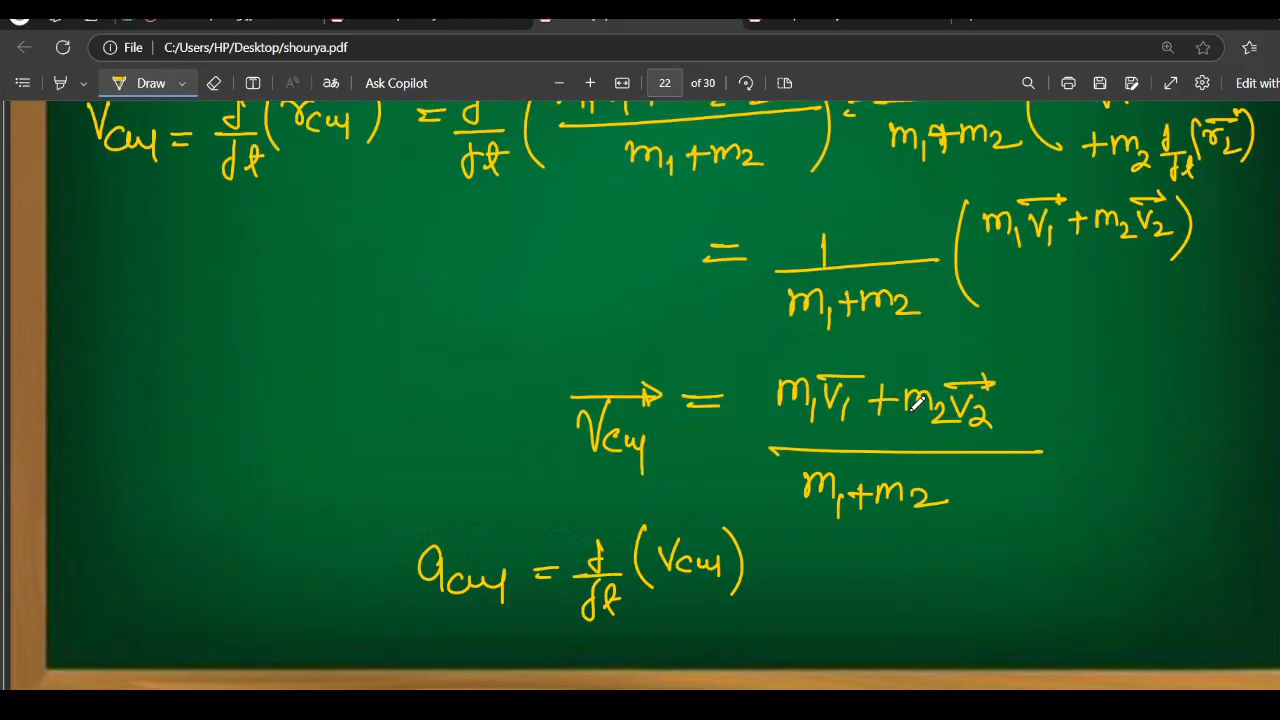 File C:/Users/HP/Desktop/shourya.pdf
Draw Ask Copilot 22 of 30 Edit with
Vcm = d/dt (rcm) = d/dt ( m1+m2 ) = m1+m2 ( +m2 d/dt (r2)
= 1/(m1+m2) (m1v1 + m2v2)
Vcm = (m1v1 + m2v2)/(m1+m2)
acm = d/dt (Vcm)